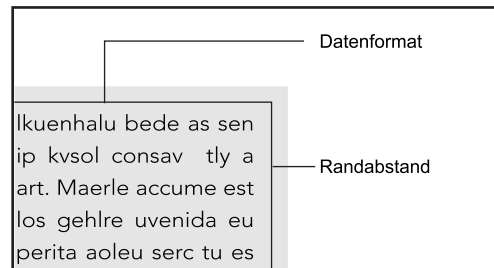 Datenformat
lkuenhalu bede as sen
ip kvsol consav tly a
Randabstand
art. Maerle accume est
los gehlre uvenida eu
perita aoleu serc tu es